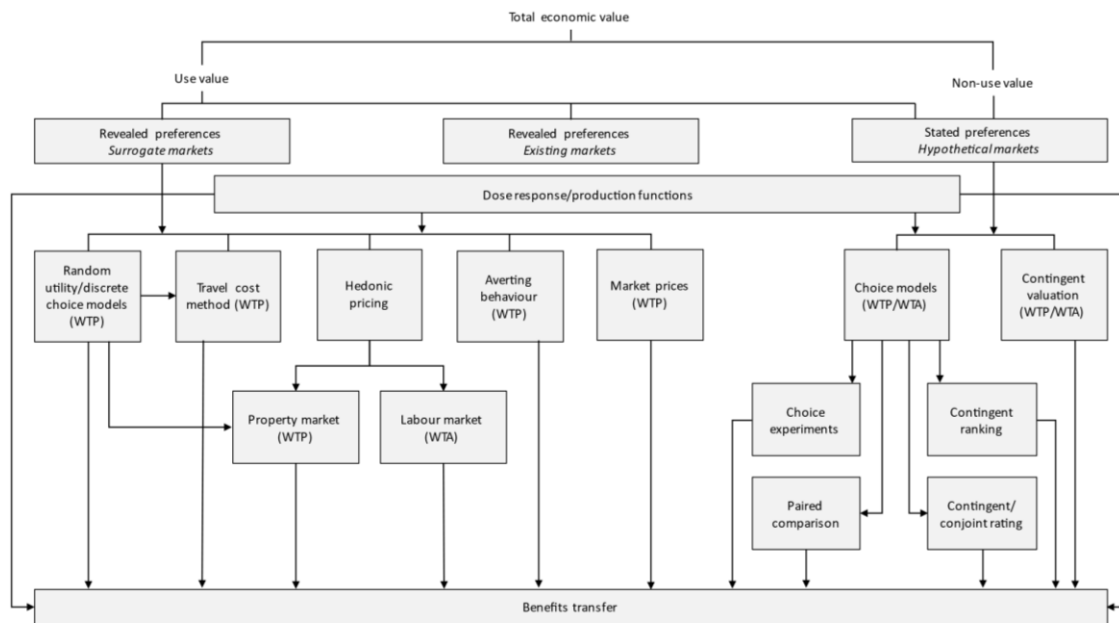 Total economic value
Use value
Non-use value
Revealed preferences
Surrogate markets
Revealed preferences
Existing markets
Stated preferences
Hypothetical markets
Dose response/production functions
Random
utility/discrete
choice models
(WTP)
Travel cost
method (WTP)
Hedonic
pricing
Averting
behaviour
(WTP)
Market prices
(WTP)
Choice models
(WTP/WTA)
Contingent
valuation
(WTP/WTA)
Property market
(WTP)
Labour market
(WTA)
Choice
experiments
Contingent
ranking
Paired
comparison
Contingent/
conjoint rating
Benefits transfer